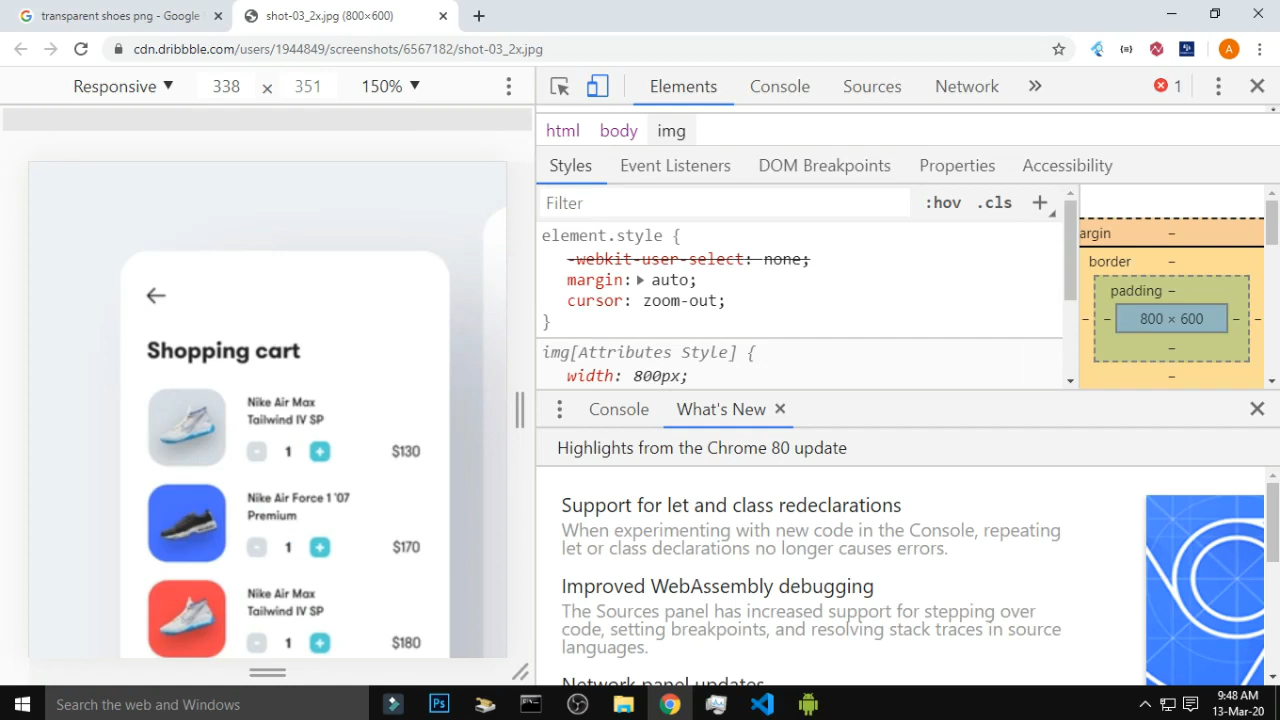 transparent shoes png - Google
shot-03_2x.jpg (800×600)
cdn.dribbble.com/users/1944849/screenshots/6567182/shot-03_2x.jpg
A
Responsive 338 × 351 150%
Elements Console Sources Network 1
html body img
Styles Event Listeners DOM Breakpoints Properties Accessibility
Filter :hov .cls
element.style {
-webkit-user-select: none;
margin: auto;
cursor: zoom-out;
}
img[Attributes Style] {
width: 800px;
argin –
border –
padding –
– – 800 × 600 – –
–
–
Shopping cart
Nike Air Max
Tailwind IV SP
- 1 + $130
Nike Air Force 1 '07
Premium
- 1 + $170
Nike Air Max
Tailwind IV SP
- 1 + $180
Console What's New
Highlights from the Chrome 80 update
Support for let and class redeclarations
When experimenting with new code in the Console, repeating
let or class declarations no longer causes errors.
Improved WebAssembly debugging
The Sources panel has increased support for stepping over
code, setting breakpoints, and resolving stack traces in source
languages.
Network panel updates
Search the web and Windows
Ps
9:48 AM
13-Mar-20